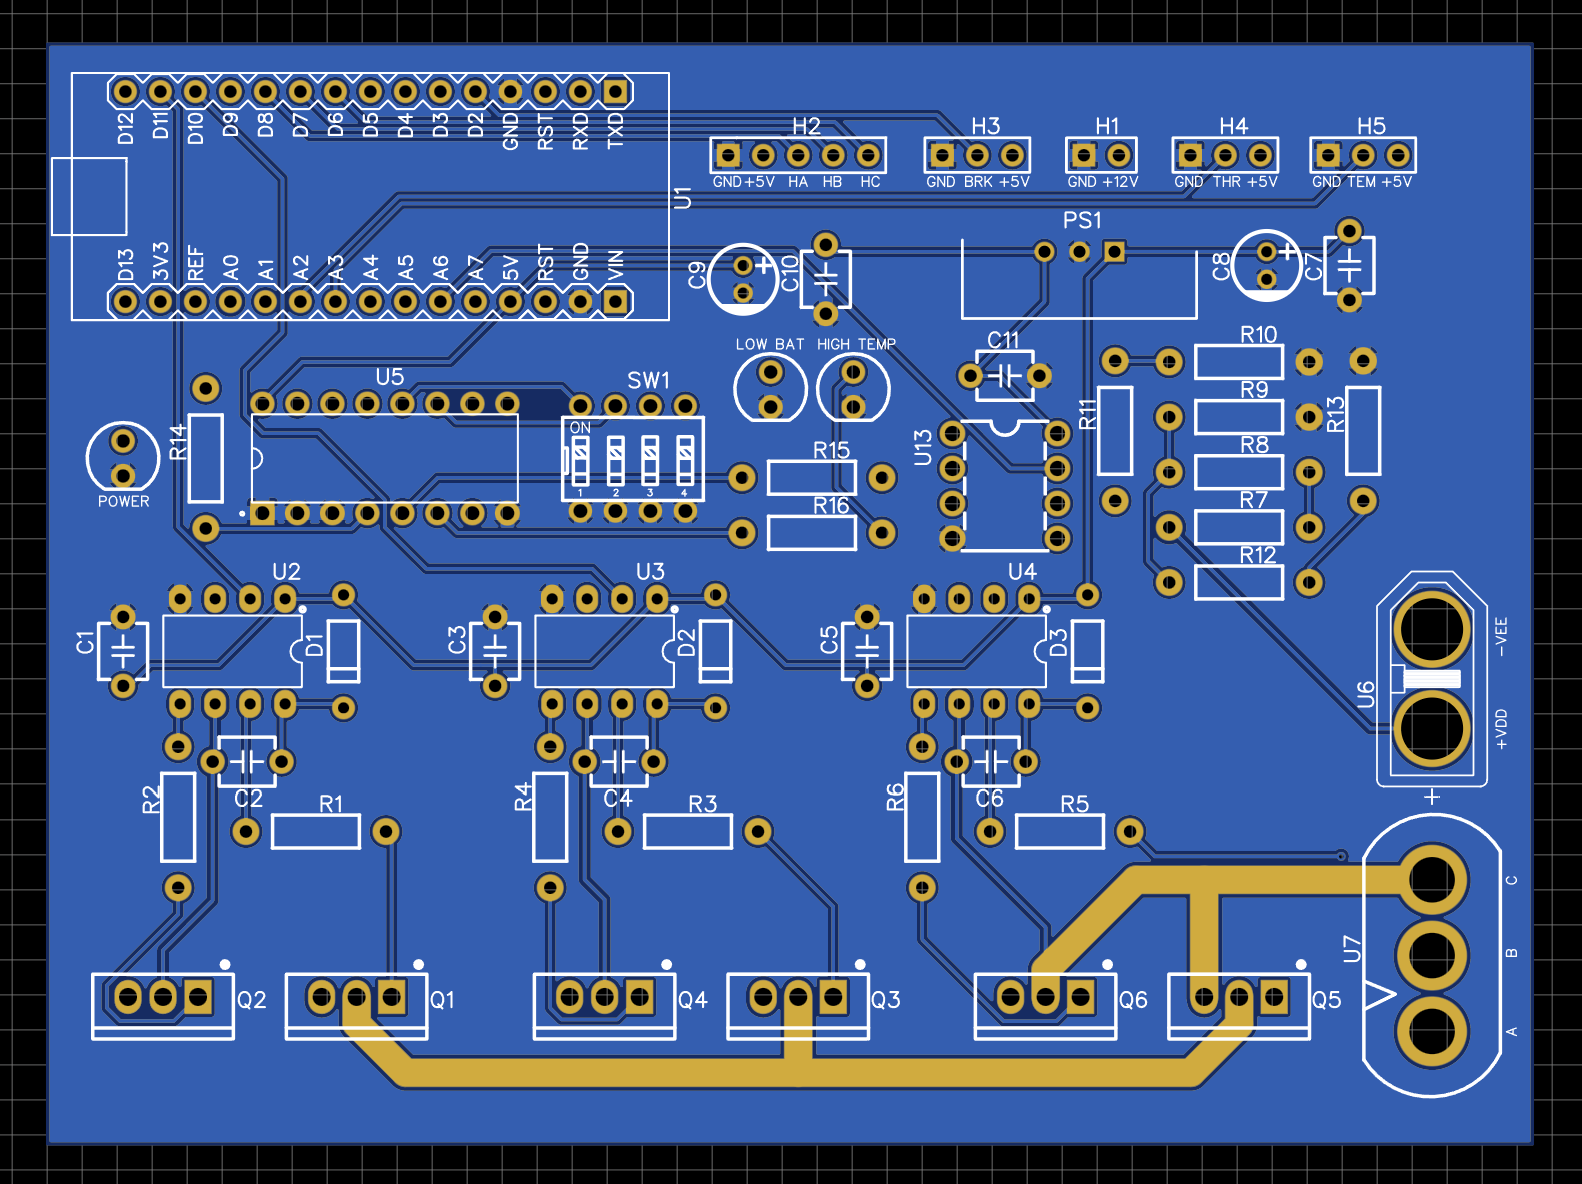 D12 D11 D10 D9 D8 D7 D6 D5 D4 D3 D2 GND RST RXD TXD
H2 H3 H1 H4 H5
GND +5V HA HB HC GND BRK +5V GND +12V GND THR +5V GND TEM +5V
U1
PS1
D13 3V3 REF A0 A1 A2 A3 A4 A5 A6 A7 5V RST GND VIN
C9 + C10 C8 + C7
LOW BAT HIGH TEMP C11 R10
U5 SW1 R9
ON
R14 U13 R11 R13
R15 R8
1 2 3 4
POWER R16 R7
R12
U2 U3 U4
C1 D1 C3 D2 C5 D3 -VEE
U6
+VDD
R2 C2 R1 R4 C4 R3 R6 C6 R5 +
C
U7 B
Q2 Q1 Q4 Q3 Q6 Q5
A